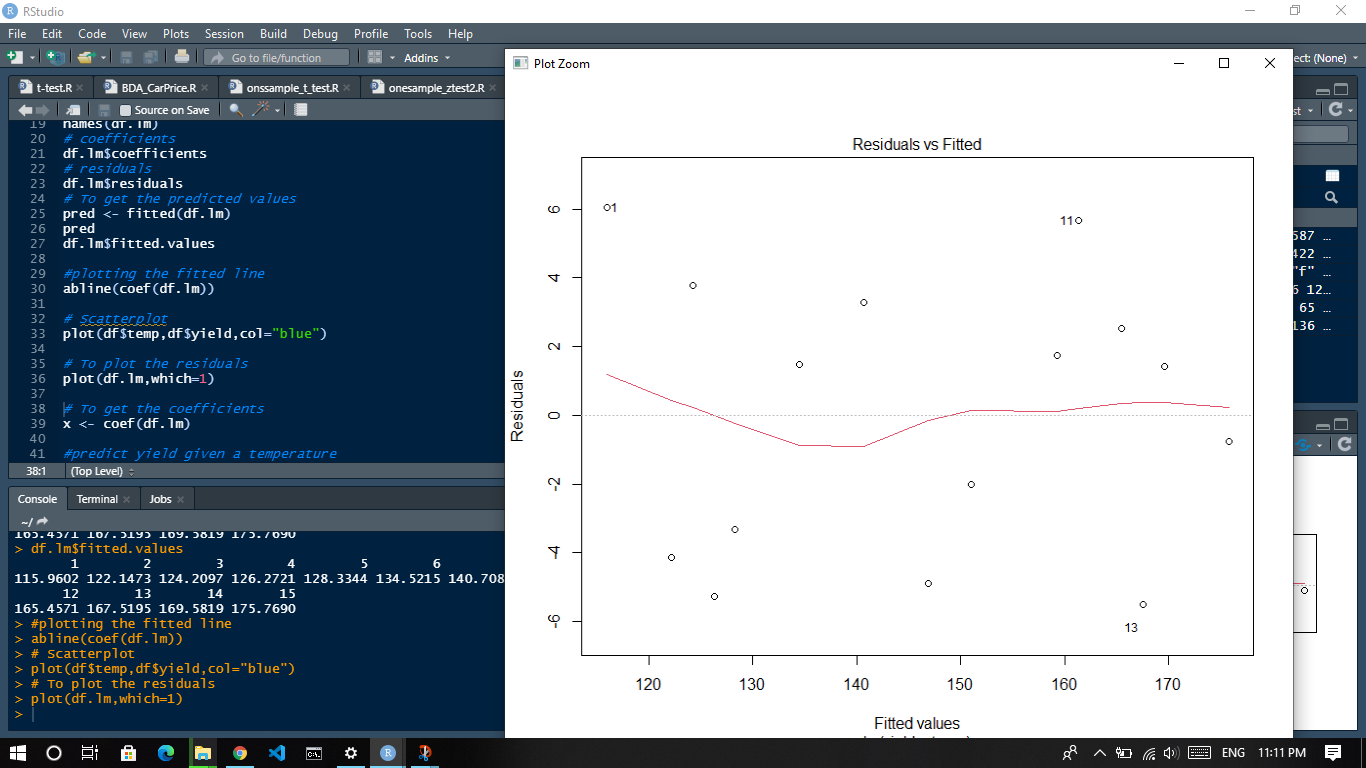 RStudio
File Edit Code View Plots Session Build Debug Profile Tools Help
Go to file/function Addins
ect: (None)
t-test.R BDA_CarPrice.R onssample_t_test.R onesample_ztest2.R
Source on Save
19 names(df.lm)
20 # coefficients
21 df.lm$coefficients
22 # residuals
23 df.lm$residuals
24 # To get the predicted values
25 pred <- fitted(df.lm)
26 pred
27 df.lm$fitted.values
28
29 #plotting the fitted line
30 abline(coef(df.lm))
31
32 # Scatterplot
33 plot(df$temp,df$yield,col="blue")
34
35 # To plot the residuals
36 plot(df.lm,which=1)
37
38 # To get the coefficients
39 x <- coef(df.lm)
40
41 #predict yield given a temperature
38:1 (Top Level)
Console Terminal Jobs
~/
165.4571 167.5195 169.5819 175.7690
> df.lm$fitted.values
1 2 3 4 5 6
115.9602 122.1473 124.2097 126.2721 128.3344 134.5215 140.708
12 13 14 15
165.4571 167.5195 169.5819 175.7690
> #plotting the fitted line
> abline(coef(df.lm))
> # Scatterplot
> plot(df$temp,df$yield,col="blue")
> # To plot the residuals
> plot(df.lm,which=1)
>
Plot Zoom
Residuals vs Fitted
Residuals
6
4
2
0
-2
-4
-6
1
11
13
120 130 140 150 160 170
Fitted values
st
587 ...
422 ...
"f" ...
6 12...
65 ...
136 ...
ENG 11:11 PM